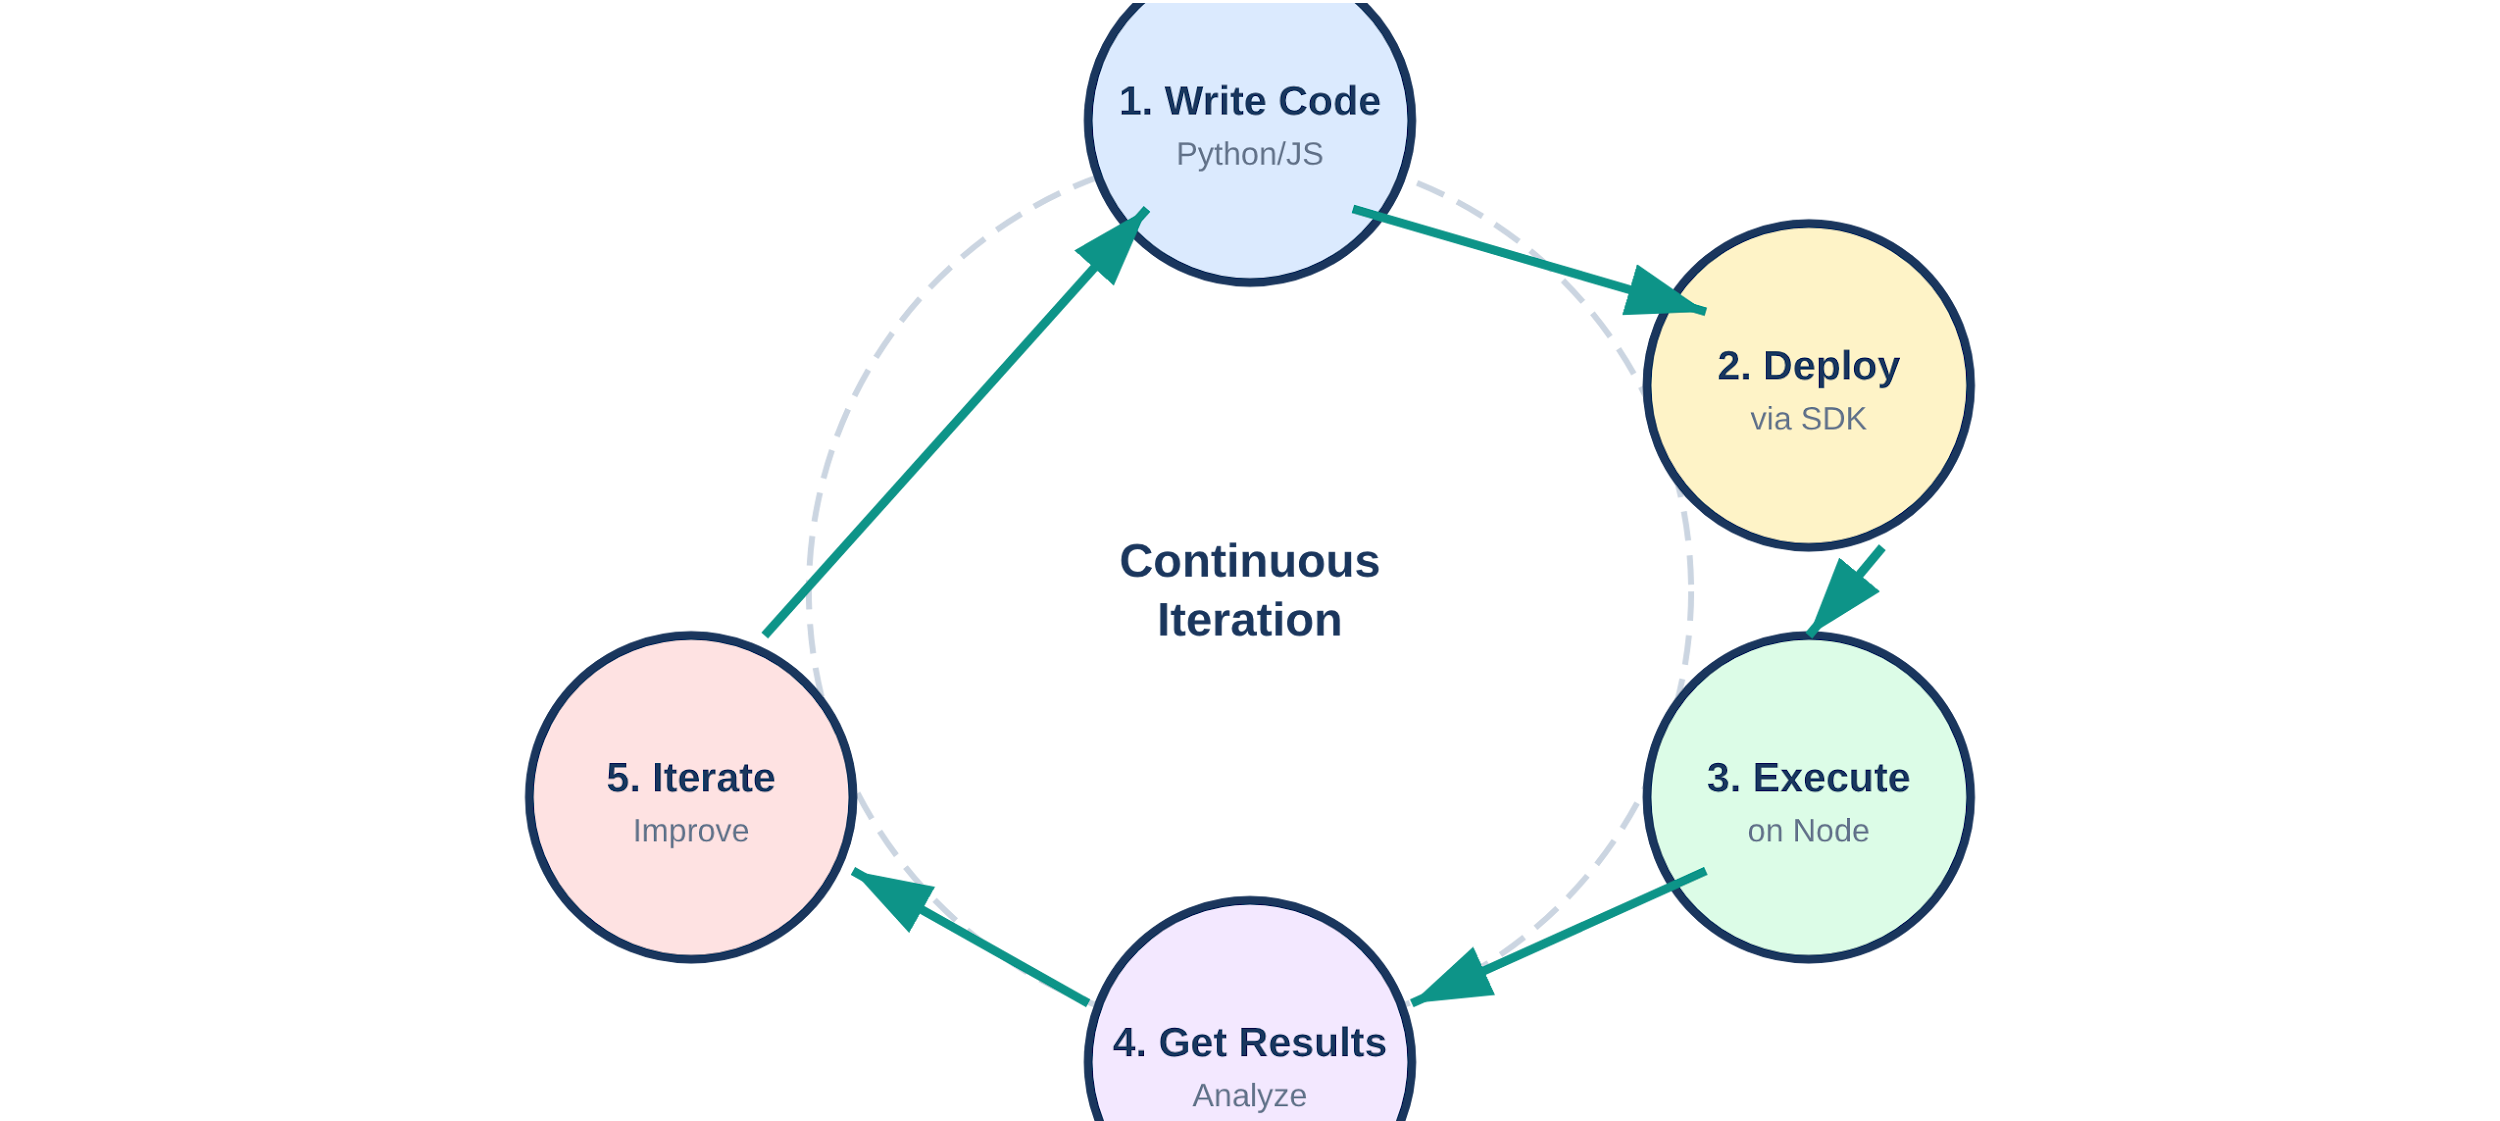 1. Write Code
Python/JS
2. Deploy
via SDK
Continuous
Iteration
3. Execute
on Node
4. Get Results
Analyze
5. Iterate
Improve